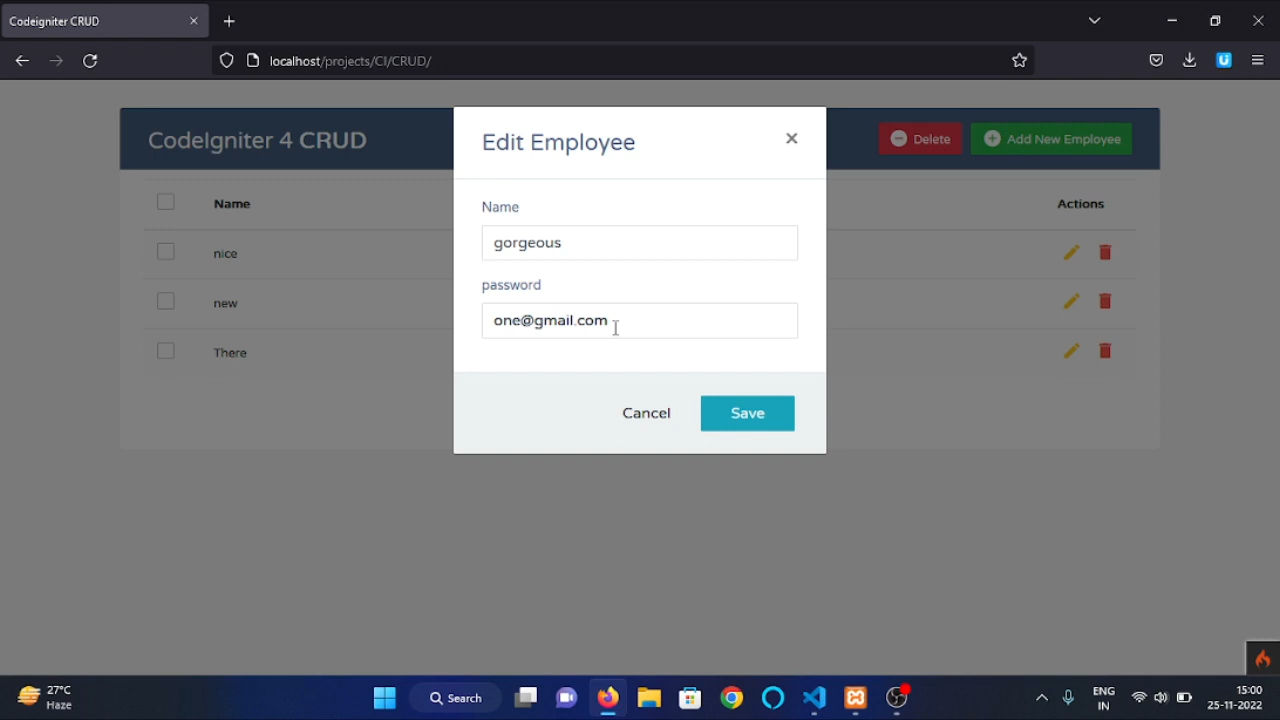 Codeigniter CRUD
localhost/projects/CI/CRUD/
CodeIgniter 4 CRUD
Delete
Add New Employee
Edit Employee
Name
Actions
Name
gorgeous
nice
password
new
one@gmail.com
There
Cancel
Save
27°C
Haze
Search
ENG
IN
15:00
25-11-2022